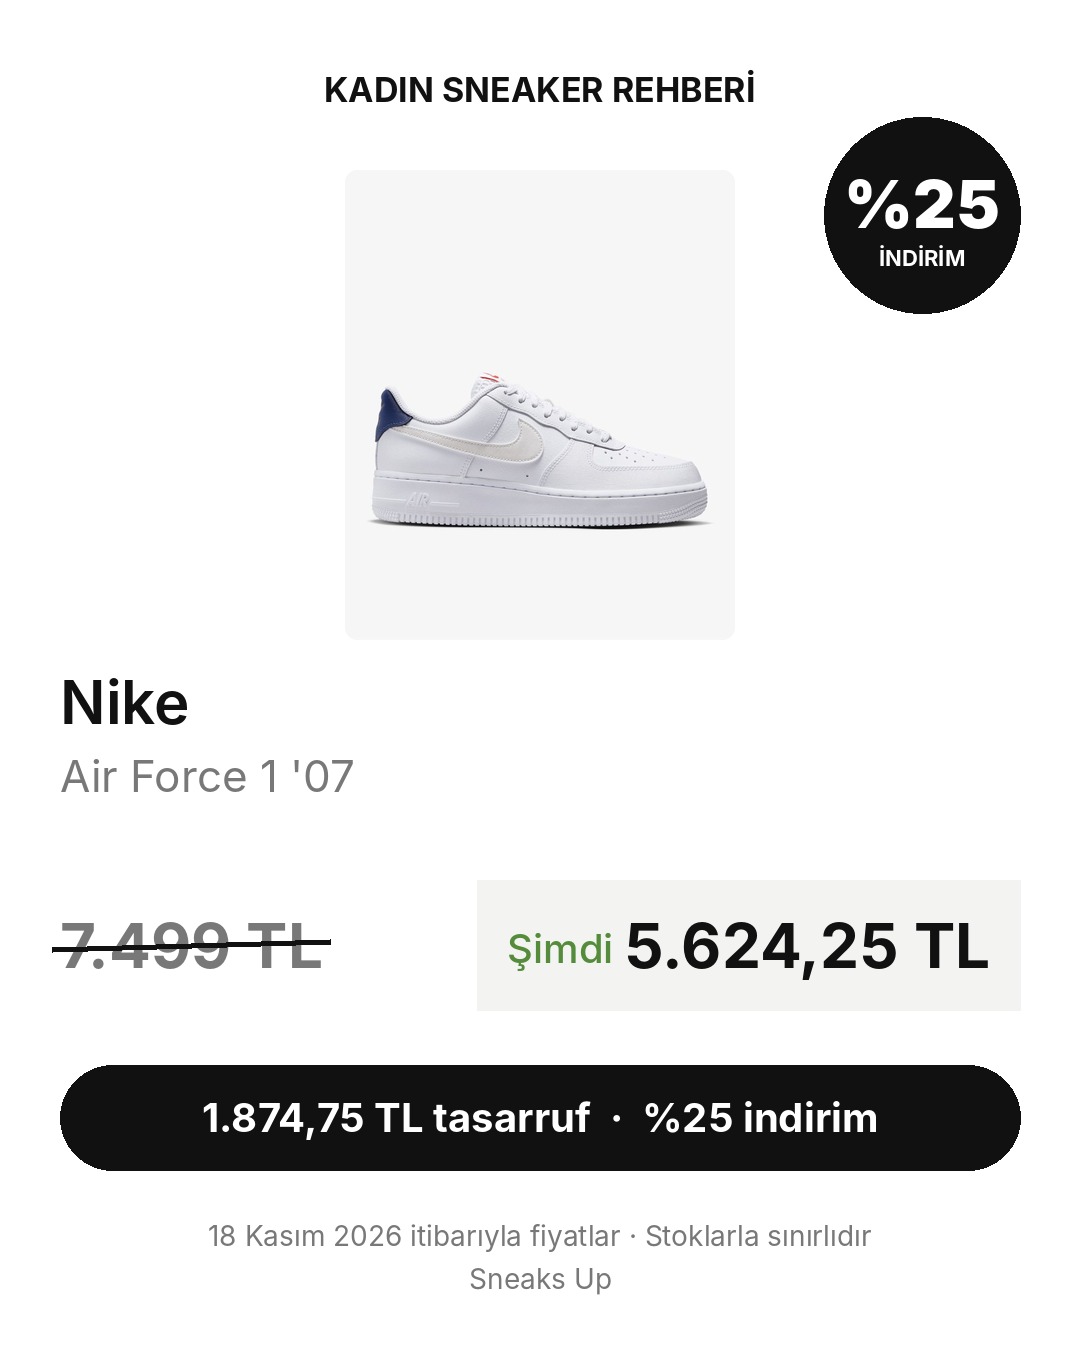 KADIN SNEAKER REHBERİ
%25
İNDİRİM
AIR
Nike
Air Force 1 '07
7.499 TL
Şimdi 5.624,25 TL
1.874,75 TL tasarruf · %25 indirim
18 Kasım 2026 itibarıyla fiyatlar · Stoklarla sınırlıdır
Sneaks Up